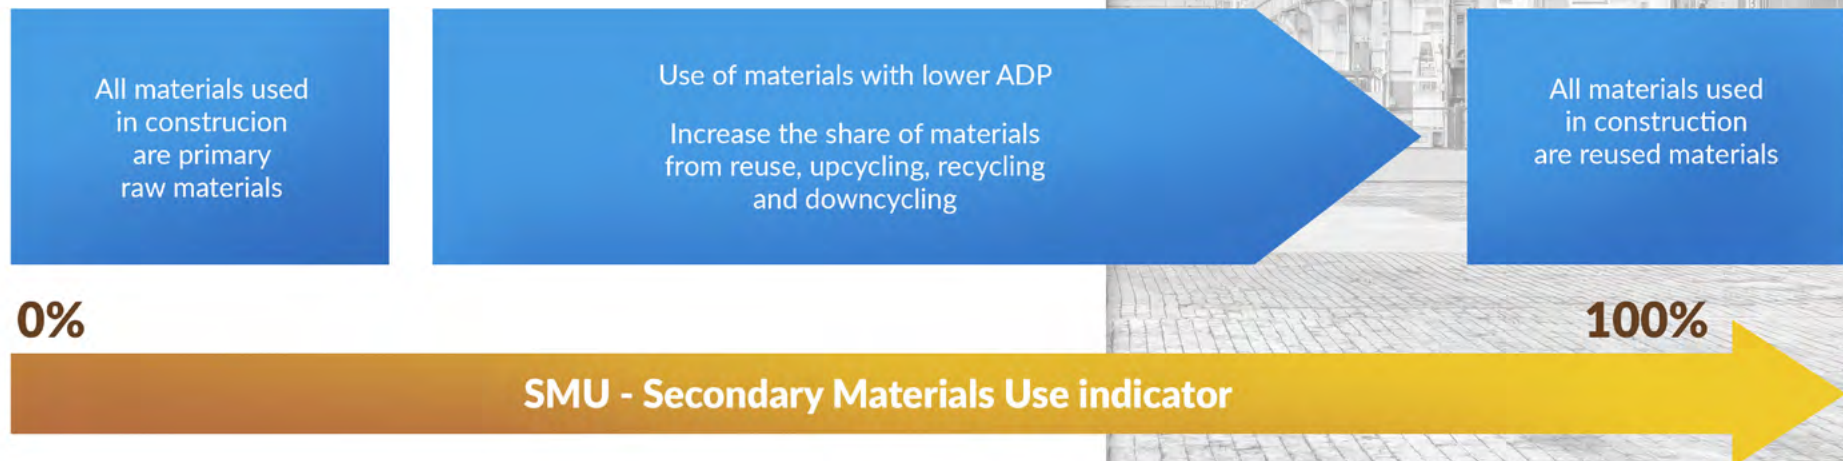 All materials used
in construcion
are primary
raw materials
Use of materials with lower ADP
Increase the share of materials
from reuse, upcycling, recycling
and downcycling
All materials used
in construction
are reused materials
0%
100%
SMU - Secondary Materials Use indicator